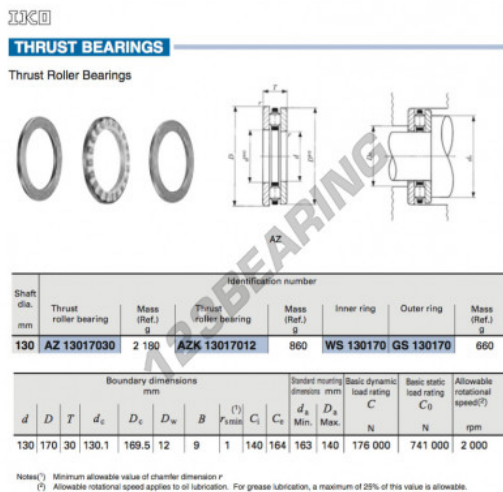 IKO
THRUST BEARINGS
Thrust Roller Bearings
T
r
D
d
d
AZ
123BEARING
Identification number
Shaft dia. mm Thrust roller bearing Mass (Ref.) g Thrust roller bearing Mass (Ref.) g Inner ring Outer ring Mass (Ref.) g
130 AZ 13017030 2 180 AZK 13017012 860 WS 130170 GS 130170 660
Boundary dimensions mm Standard mounting dimensions mm Basic dynamic load rating C N Basic static load rating C0 N Allowable rotational speed(2) rpm
d D T dc Dc Dw B rsmin(1) Ci Ce da Min. Da Max.
130 170 30 130.1 169.5 12 9 1 140 164 163 140 176 000 741 000 2 000
Notes(1) Minimum allowable value of chamfer dimension r
(2) Allowable rotational speed applies to oil lubrication. For grease lubrication, a maximum of 25% of this value is allowable.